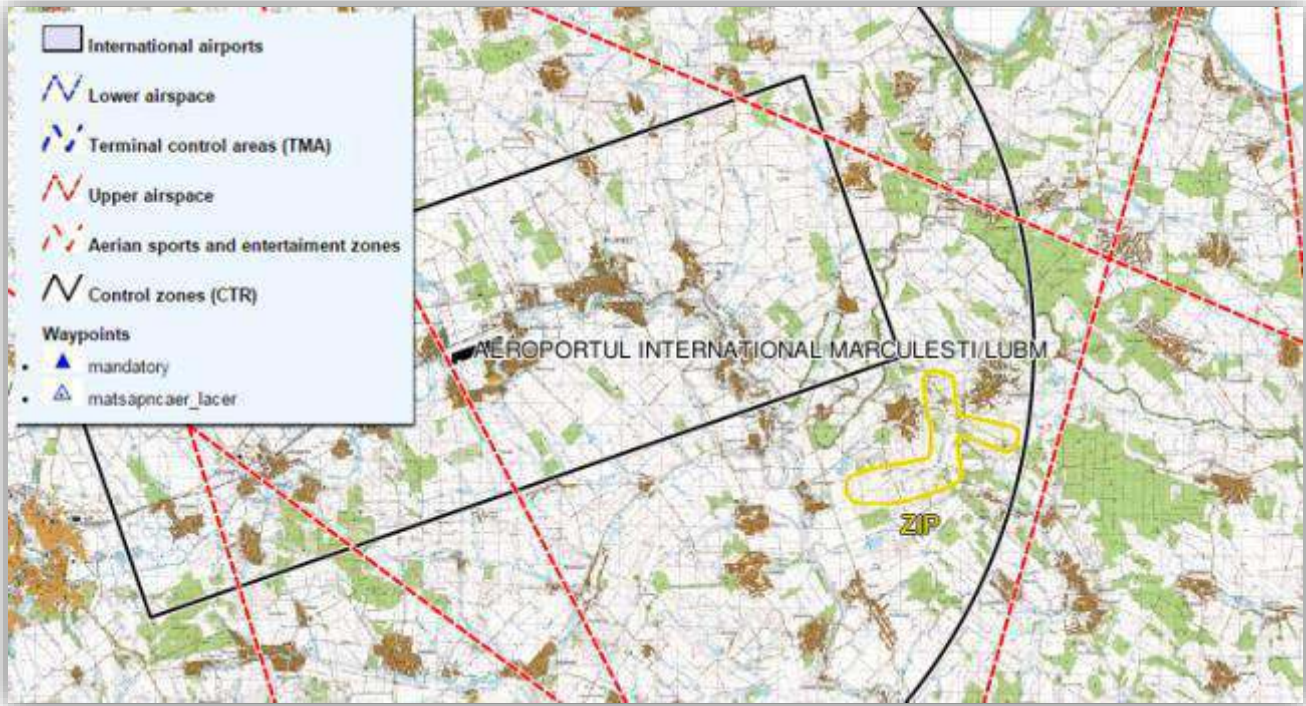 International airports
Lower airspace
Terminal control areas (TMA)
Upper airspace
Aerian sports and entertaiment zones
Control zones (CTR)
Waypoints
mandatory
matsapncaer_lacer
AEROPORTUL INTERNATIONAL MARCULESTI/LUBM
ZIP